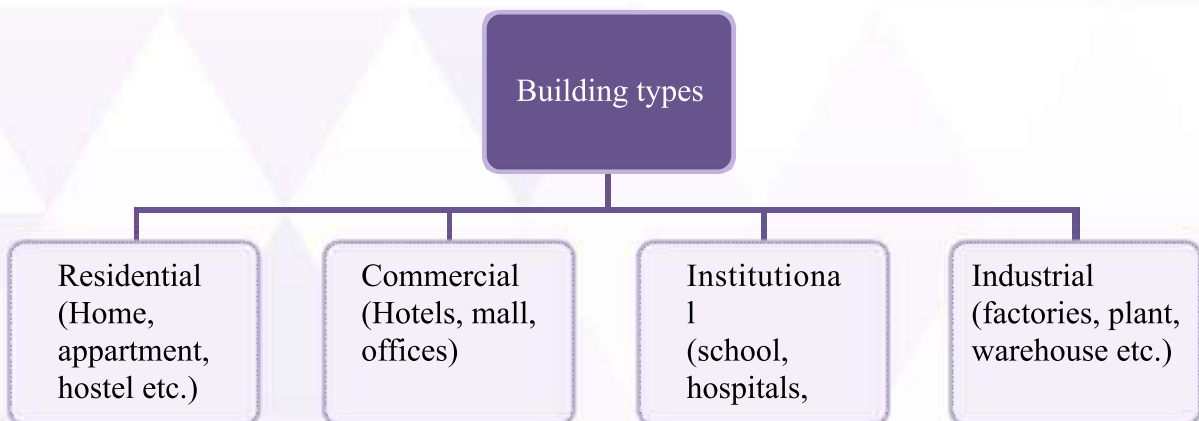 Building types
Residential
(Home,
appartment,
hostel etc.)
Commercial
(Hotels, mall,
offices)
Institutiona
l
(school,
hospitals,
Industrial
(factories, plant,
warehouse etc.)